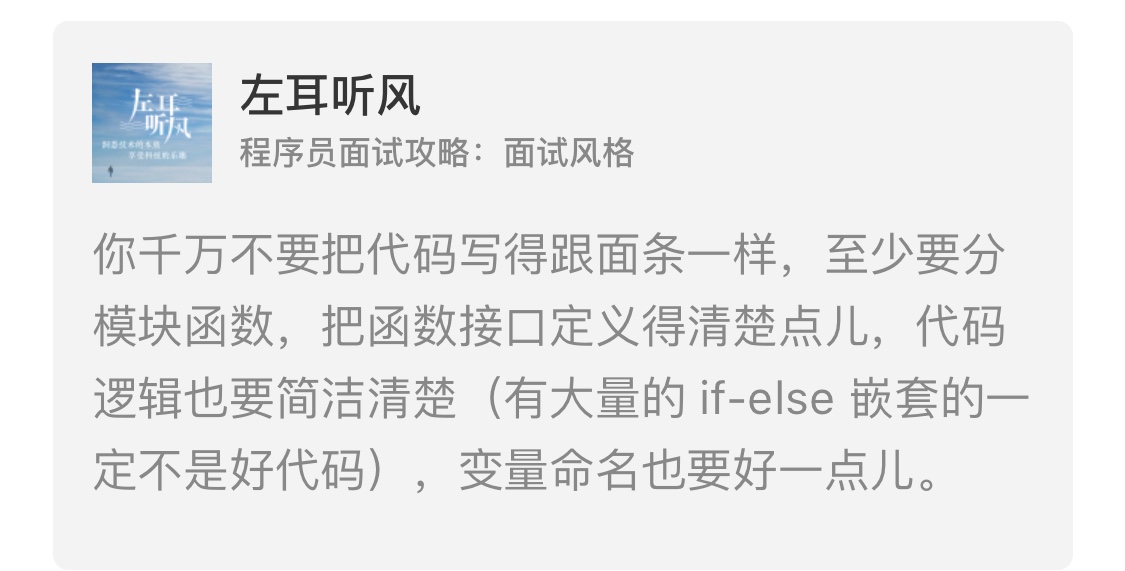 左耳
听风
洞悉技术的本质
享受科技的乐趣
左耳听风
程序员面试攻略：面试风格
你千万不要把代码写得跟面条一样，至少要分
模块函数，把函数接口定义得清楚点儿，代码
逻辑也要简洁清楚（有大量的 if-else 嵌套的一
定不是好代码），变量命名也要好一点儿。